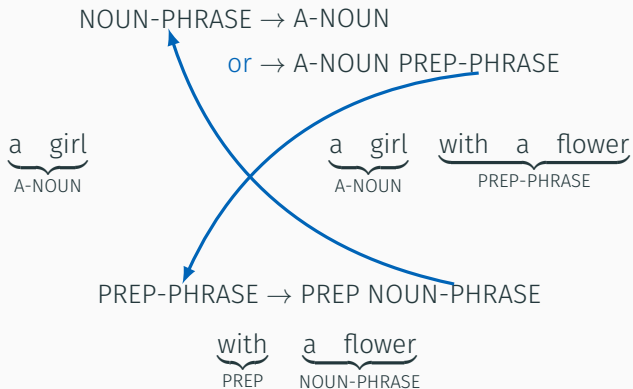 NOUN-PHRASE → A-NOUN
or → A-NOUN PREP-PHRASE
a girl a girl with a flower
A-NOUN A-NOUN PREP-PHRASE
PREP-PHRASE → PREP NOUN-PHRASE
with a flower
PREP NOUN-PHRASE